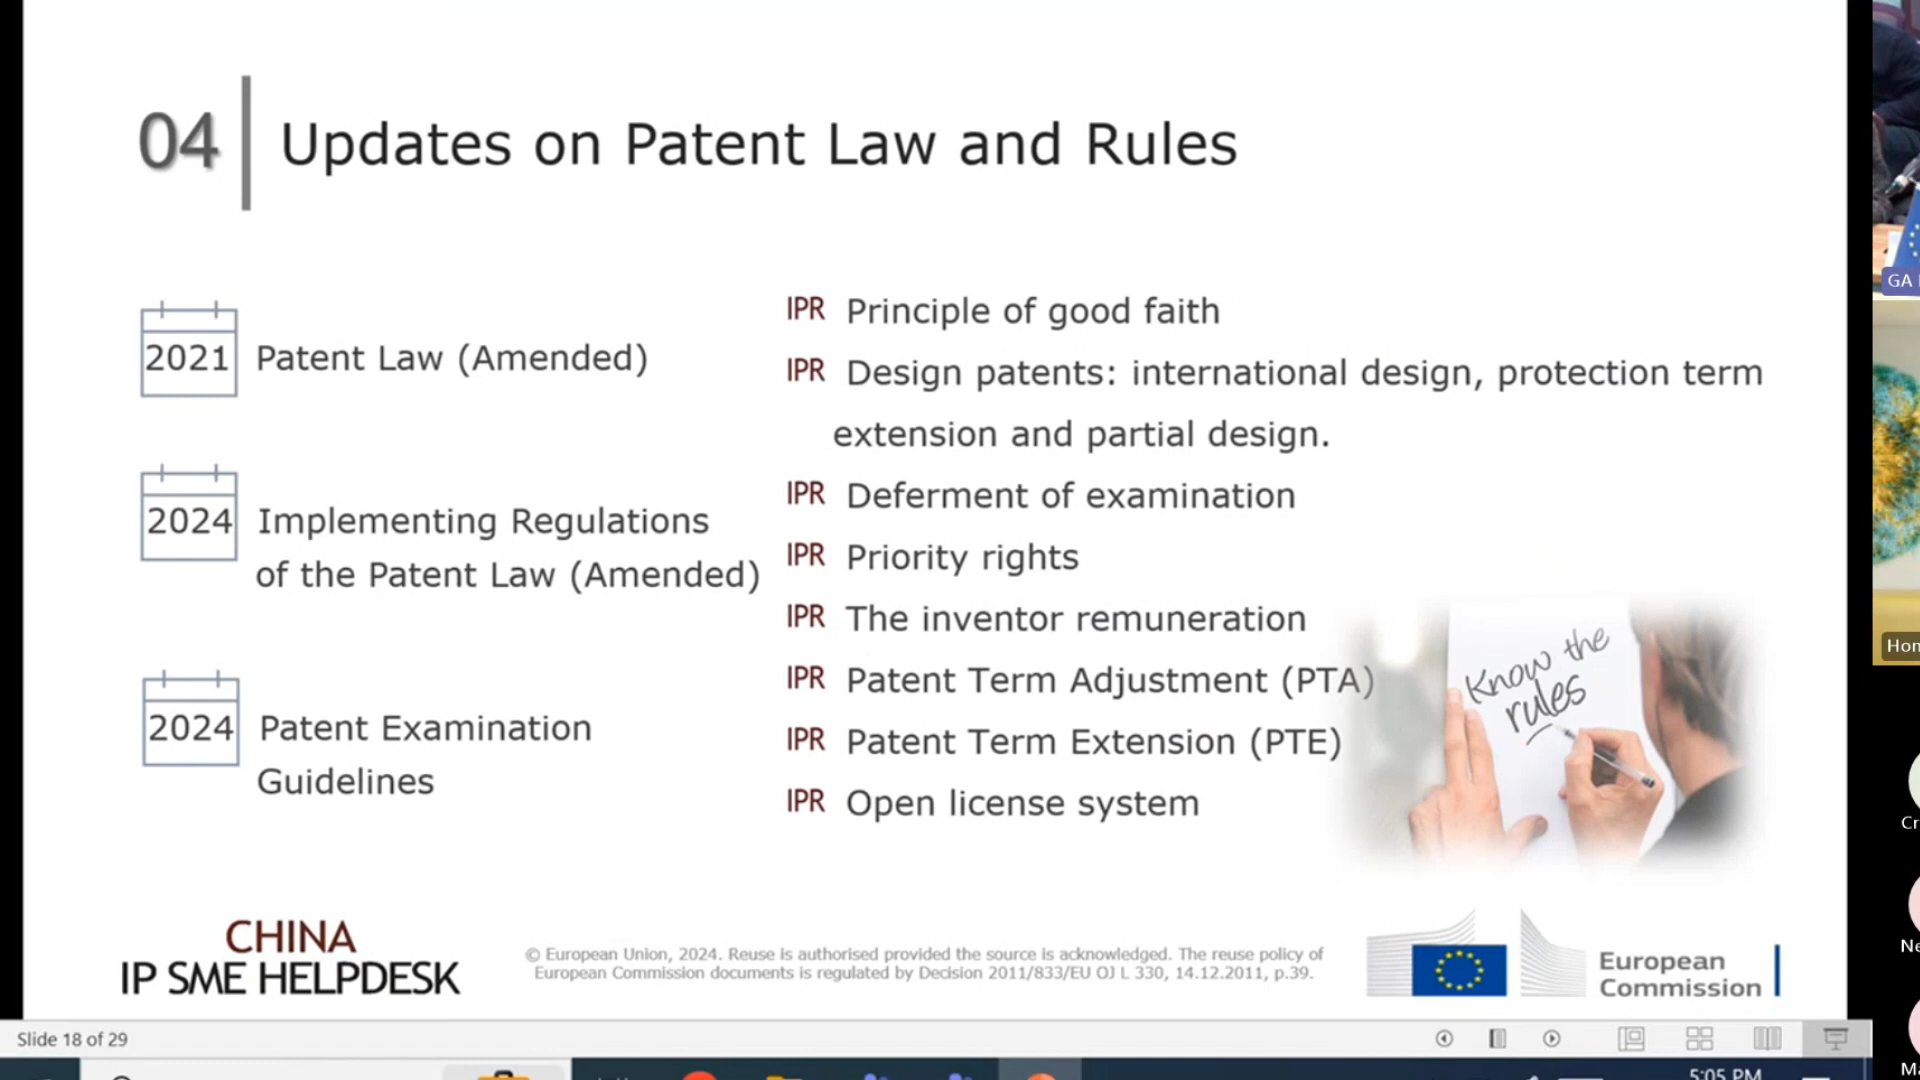 04
Updates on Patent Law and Rules
2021
Patent Law (Amended)
2024
Implementing Regulations
of the Patent Law (Amended)
2024
Patent Examination
Guidelines
IPR Principle of good faith
IPR Design patents: international design, protection term
extension and partial design.
IPR Deferment of examination
IPR Priority rights
IPR The inventor remuneration
IPR Patent Term Adjustment (PTA)
IPR Patent Term Extension (PTE)
IPR Open license system
Know the
rules
CHINA
IP SME HELPDESK
© European Union, 2024. Reuse is authorised provided the source is acknowledged. The reuse policy of
European Commission documents is regulated by Decision 2011/833/EU OJ L 330, 14.12.2011, p.39.
European
Commission
Slide 18 of 29
5:05 PM
GA